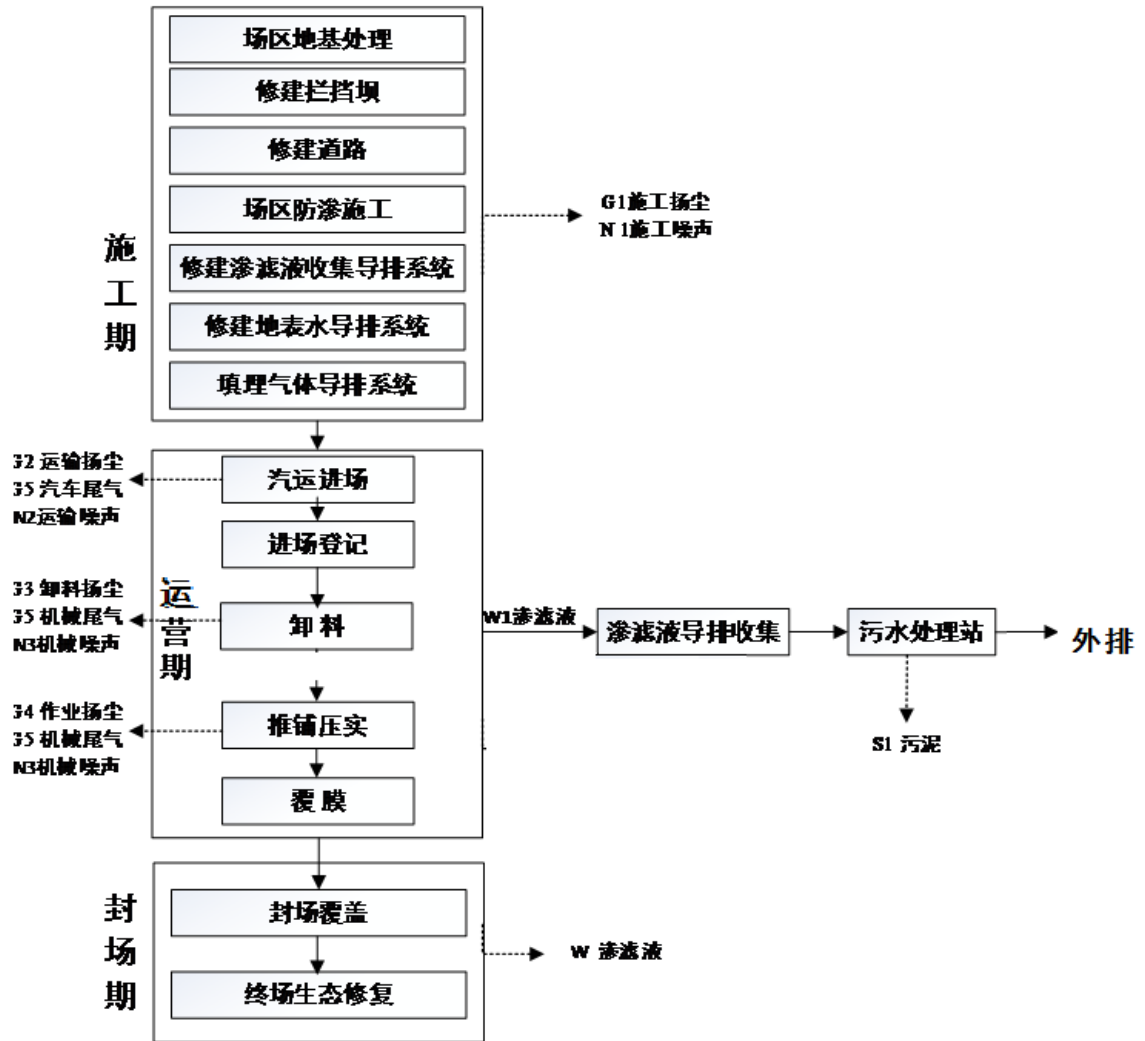 场区地基处理
修建拦挡坝
修建道路
场区防渗施工
修建渗滤液收集导排系统
修建地表水导排系统
填理气体导排系统
施工期
G1施工扬尘
N 1施工噪声
32 运输扬尘
35 汽车尾气
N2运输噪声
33 卸料扬尘
35 机械尾气
N3机械噪声
34 作业扬尘
35 机械尾气
N3机械噪声
运营期
汽运进场
进场登记
卸 料
推铺压实
覆 膜
W1渗滤液
渗滤液导排收集
污水处理站
外排
S1 污泥
封场期
封场覆盖
终场生态修复
W 渗滤液